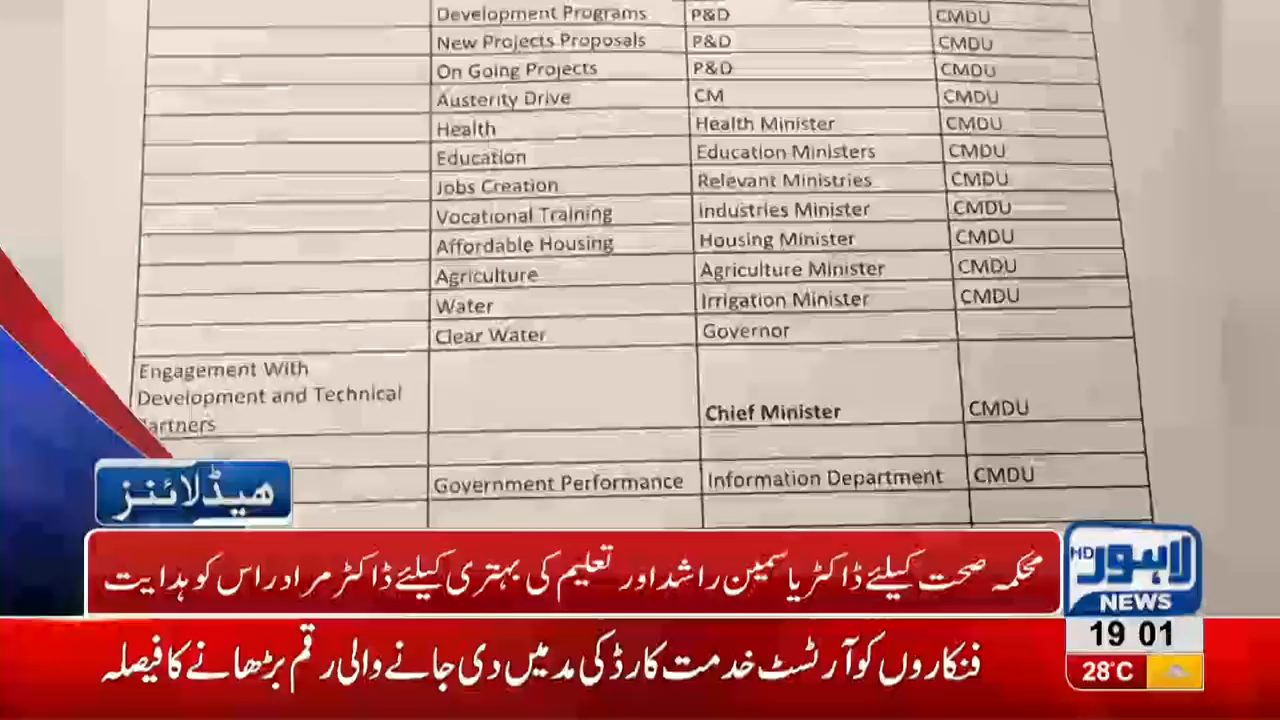 Development Programs P&D CMDU
New Projects Proposals P&D CMDU
On Going Projects P&D CMDU
Austerity Drive CM CMDU
Health Health Minister CMDU
Education Education Ministers CMDU
Jobs Creation Relevant Ministries CMDU
Vocational Training Industries Minister CMDU
Affordable Housing Housing Minister CMDU
Agriculture Agriculture Minister CMDU
Water Irrigation Minister CMDU
Clear Water Governor
Engagement With
Development and Technical
artners
Chief Minister CMDU
Government Performance Information Department CMDU
ہیڈلائنز
محکمہ صحت کیلئے ڈاکٹر یاسمین راشد اور تعلیم کی بہتری کیلئے ڈاکٹر مراد راس کو ہدایت
لاہور HD
NEWS
فنکاروں کو آرٹسٹ خدمت کارڈ کی مد میں دی جانے والی رقم بڑھانے کا فیصلہ
19 01
28°C